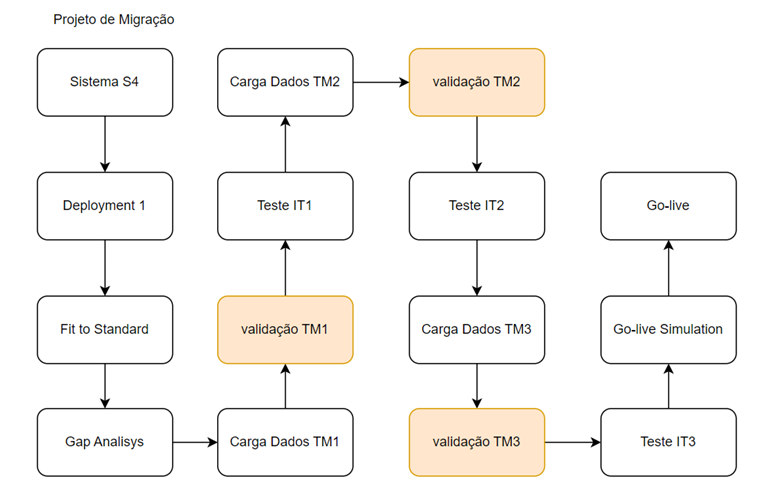 Projeto de Migração
Sistema S4
Deployment 1
Fit to Standard
Gap Analisys
Carga Dados TM1
validação TM1
Teste IT1
Carga Dados TM2
validação TM2
Teste IT2
Carga Dados TM3
validação TM3
Teste IT3
Go-live Simulation
Go-live